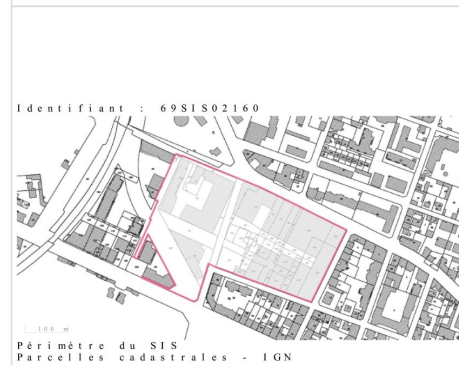 Identifiant : 69SIS02160
100 m
Périmètre du SIS
Parcelles cadastrales - IGN